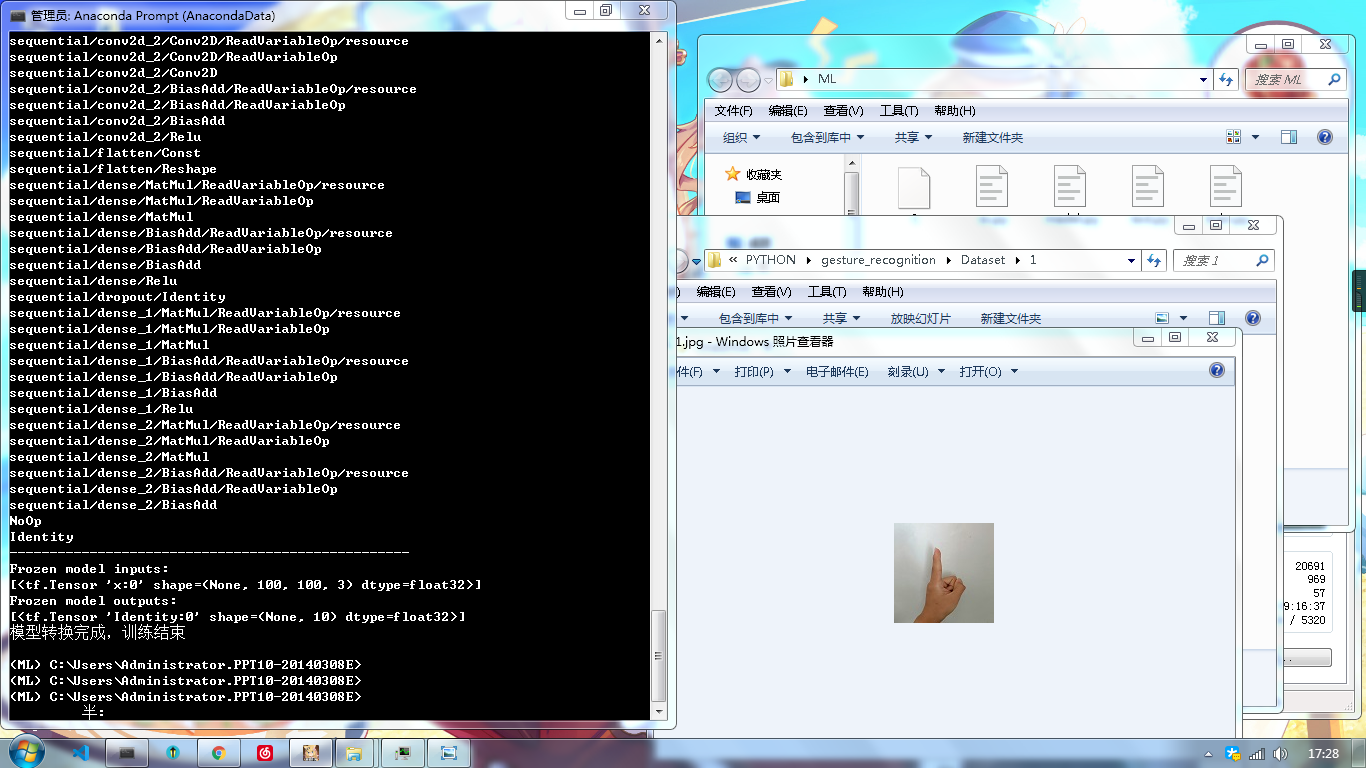 管理员: Anaconda Prompt (AnacondaData)
sequential/conv2d_2/Conv2D/ReadVariableOp/resource
sequential/conv2d_2/Conv2D/ReadVariableOp
sequential/conv2d_2/Conv2D
sequential/conv2d_2/BiasAdd/ReadVariableOp/resource
sequential/conv2d_2/BiasAdd/ReadVariableOp
sequential/conv2d_2/BiasAdd
sequential/conv2d_2/Relu
sequential/flatten/Const
sequential/flatten/Reshape
sequential/dense/MatMul/ReadVariableOp/resource
sequential/dense/MatMul/ReadVariableOp
sequential/dense/MatMul
sequential/dense/BiasAdd/ReadVariableOp/resource
sequential/dense/BiasAdd/ReadVariableOp
sequential/dense/BiasAdd
sequential/dense/Relu
sequential/dropout/Identity
sequential/dense_1/MatMul/ReadVariableOp/resource
sequential/dense_1/MatMul/ReadVariableOp
sequential/dense_1/MatMul
sequential/dense_1/BiasAdd/ReadVariableOp/resource
sequential/dense_1/BiasAdd/ReadVariableOp
sequential/dense_1/BiasAdd
sequential/dense_1/Relu
sequential/dense_2/MatMul/ReadVariableOp/resource
sequential/dense_2/MatMul/ReadVariableOp
sequential/dense_2/MatMul
sequential/dense_2/BiasAdd/ReadVariableOp/resource
sequential/dense_2/BiasAdd/ReadVariableOp
sequential/dense_2/BiasAdd
NoOp
Identity
--------------------------------------------------
Frozen model inputs:
[<tf.Tensor 'x:0' shape=(None, 100, 100, 3) dtype=float32>]
Frozen model outputs:
[<tf.Tensor 'Identity:0' shape=(None, 10) dtype=float32>]
模型转换完成，训练结束
(ML) C:\Users\Administrator.PPT10-20140308E>
(ML) C:\Users\Administrator.PPT10-20140308E>
(ML) C:\Users\Administrator.PPT10-20140308E>
半:
ML 搜索 ML
文件(F) 编辑(E) 查看(V) 工具(T) 帮助(H)
组织 包含到库中 共享 新建文件夹
收藏夹
桌面
« PYTHON gesture_recognition Dataset 1 搜索 1
) 编辑(E) 查看(V) 工具(T) 帮助(H)
包含到库中 共享 放映幻灯片 新建文件夹
1.jpg - Windows 照片查看器
件(F) 打印(P) 电子邮件(E) 刻录(U) 打开(O)
20691
969
57
9:16:37
/ 5320
17:28